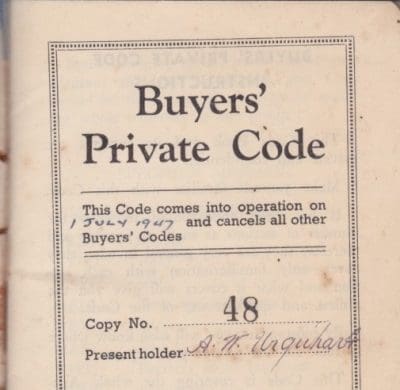 Buyers'
Private Code
This Code comes into operation on
1 JULY 1947 and cancels all other
Buyers' Codes
Copy No. 48
Present holder A. W. Urquhart